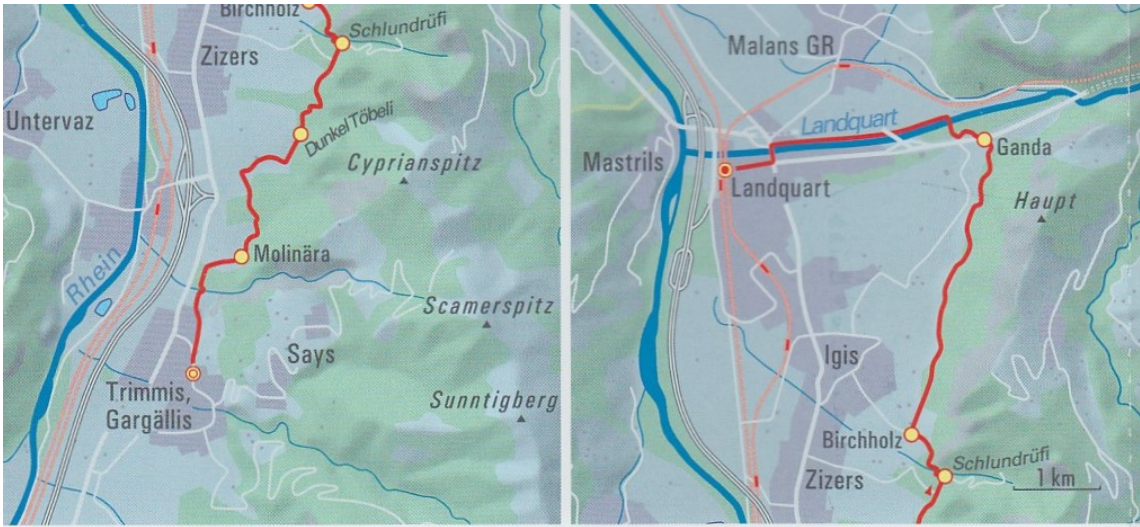 Birchholz
Schlundrüfi
Zizers
Untervaz
Dunkel Töbeli
Cyprianspitz
Rhein
Molinära
Scamerspitz
Says
Trimmis,
Gargällis
Sunntigberg
Malans GR
Landquart
Mastrils
Ganda
Landquart
Haupt
Igis
Birchholz
Schlundrüfi
Zizers
1 km